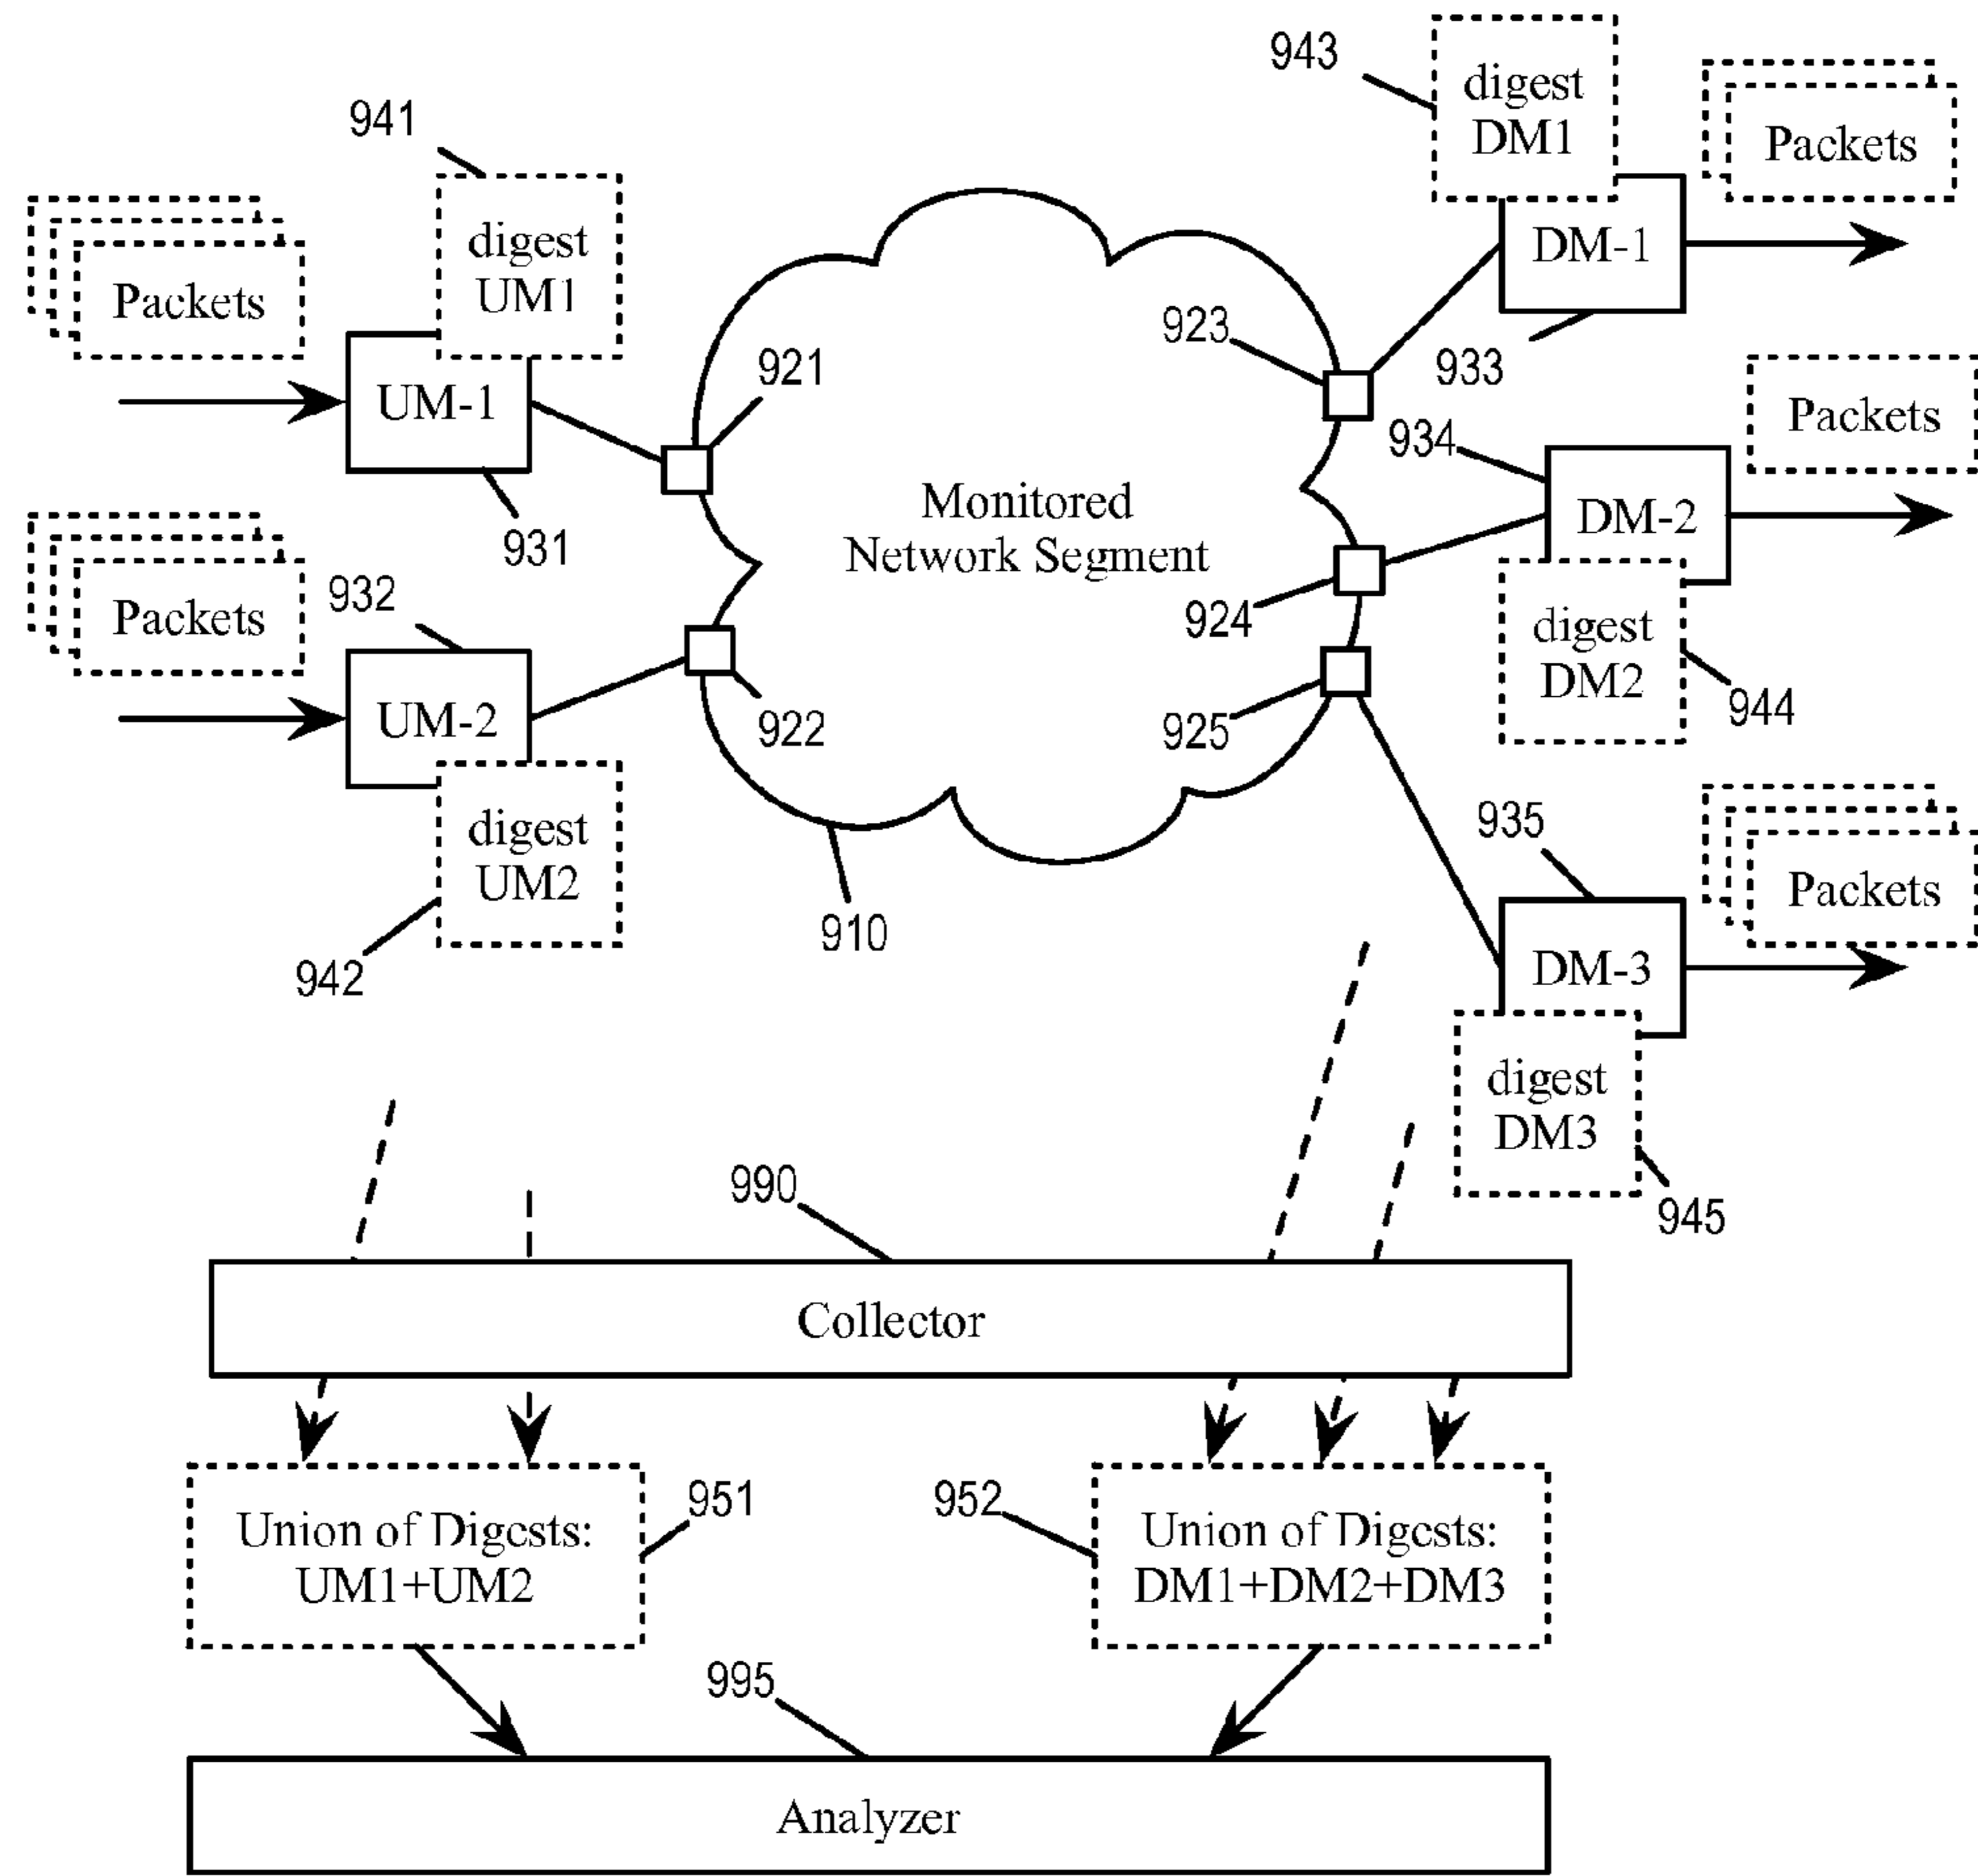 943
digest
DM1
Packets
941
digest
UM1
Packets
DM-1
923
933
921
UM-1
Packets
934
Monitored
Network Segment
DM-2
931
932
Packets
924
digest
DM2
944
UM-2
922
925
digest
UM2
935
Packets
910
942
DM-3
digest
DM3
945
990
Collector
951
952
Union of Digests:
UM1+UM2
Union of Digests:
DM1+DM2+DM3
995
Analyzer